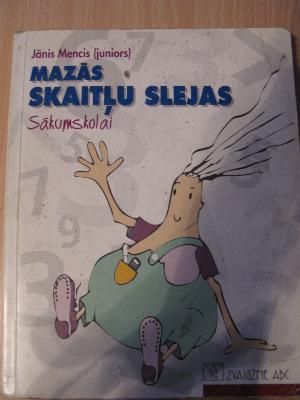 Jānis Mencis (juniors)
MAZĀS
SKAITĻU SLEJAS
Sākumskolai
ZVAIGZNE ABC